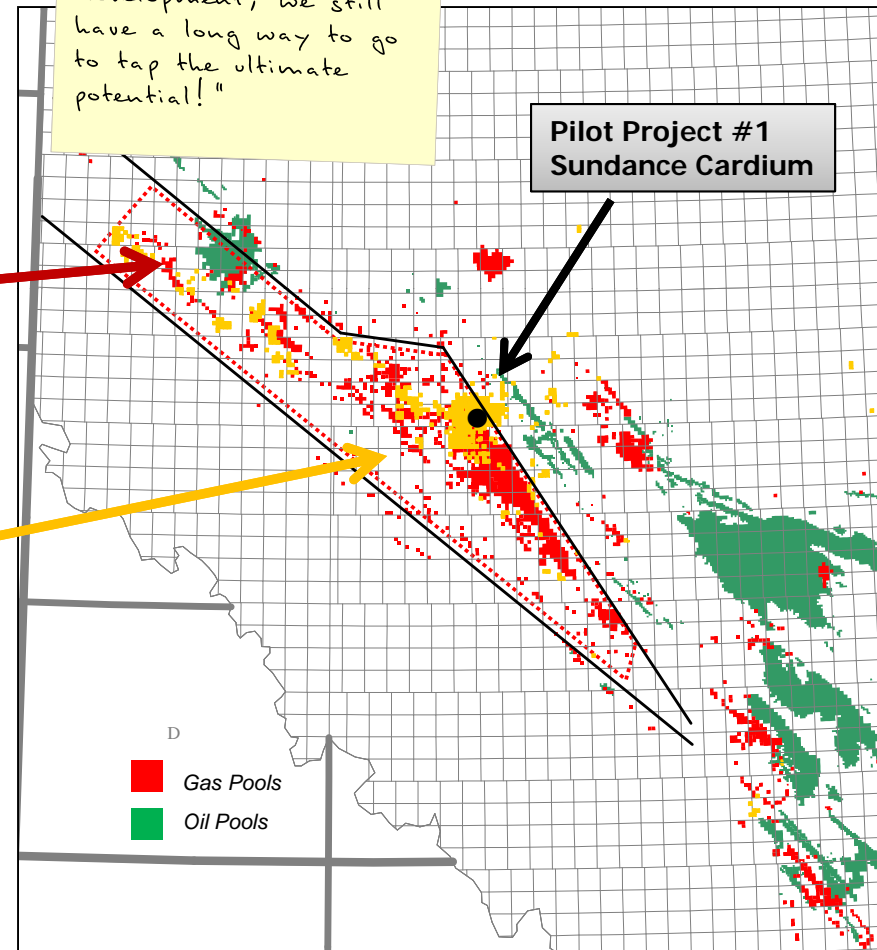 have a long way to go
to tap the ultimate
potential!"
Pilot Project #1
Sundance Cardium
D
Gas Pools
Oil Pools